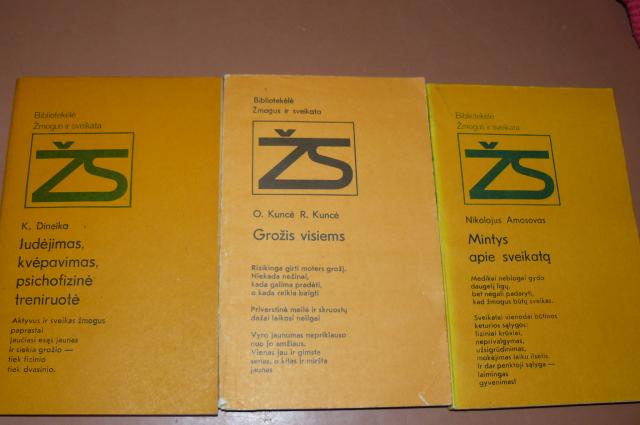 Bibliotekėlė
Žmogus ir sveikata
ŽS
K. Dineika
Judėjimas,
kvėpavimas,
psichofizinė
treniruotė
Aktyvus ir sveikas žmogus
paprastai
jaučiasi esąs jaunas
ir siekia grožio —
tiek fizinio
tiek dvasinio.
Bibliotekėlė
Žmogus ir sveikata
ŽS
O. Kuncė R. Kuncė
Grožis visiems
Rizikinga girti moters grožį.
Niekada nežinai,
kada galima pradėti,
o kada reikia baigti
Priverstinė meilė ir skruostų
dažai laikosi neilgai
Vyro jaunumas nepriklauso
nuo jo amžiaus.
Vienas jau ir gimsta
senas, o kitas ir miršta
jaunas
Bibliotekėlė
Žmogus ir sveikata
ŽS
Nikolajus Amosovas
Mintys
apie sveikatą
Medikai neblogai gydo
daugelį ligų,
bet negali padaryti,
kad žmogus būtų sveikas.
Sveikatai vienodai būtinos
keturios sąlygos:
fiziniai krūviai,
neprivalgymas,
užsigrūdinimas,
mokėjimas laiku ilsėtis.
Ir dar penktoji sąlyga —
laimingas
gyvenimas!